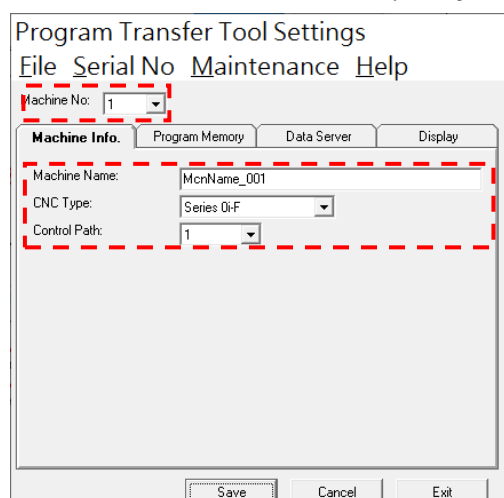 Program Transfer Tool Settings
File Serial No Maintenance Help
Machine No: 1
Machine Info. Program Memory Data Server Display
Machine Name: McnName_001
CNC Type: Series 0i-F
Control Path: 1
Save Cancel Exit